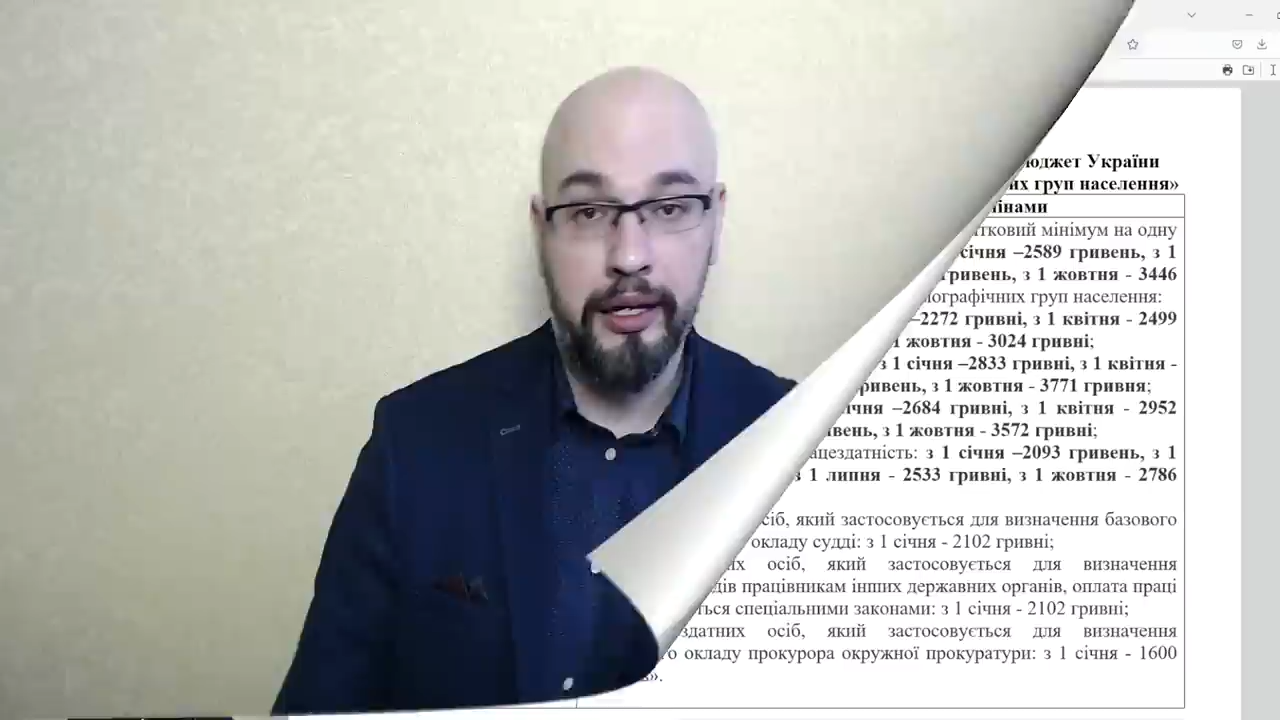 юджет України
их груп населення»
мінами
тковий мінімум на одну
січня –2589 гривень, з 1
гривень, з 1 жовтня - 3446
мографічних груп населення:
–2272 гривні, з 1 квітня - 2499
1 жовтня - 3024 гривні;
з 1 січня –2833 гривні, з 1 квітня -
ривень, з 1 жовтня - 3771 гривня;
ічня –2684 гривні, з 1 квітня - 2952
ивень, з 1 жовтня - 3572 гривні;
ацездатність: з 1 січня –2093 гривень, з 1
з 1 липня - 2533 гривні, з 1 жовтня - 2786
сіб, який застосовується для визначення базового
окладу судді: з 1 січня - 2102 гривні;
их осіб, який застосовується для визначення
дів працівникам інших державних органів, оплата праці
ться спеціальними законами: з 1 січня - 2102 гривні;
здатних осіб, який застосовується для визначення
го окладу прокурора окружної прокуратури: з 1 січня - 1600
».